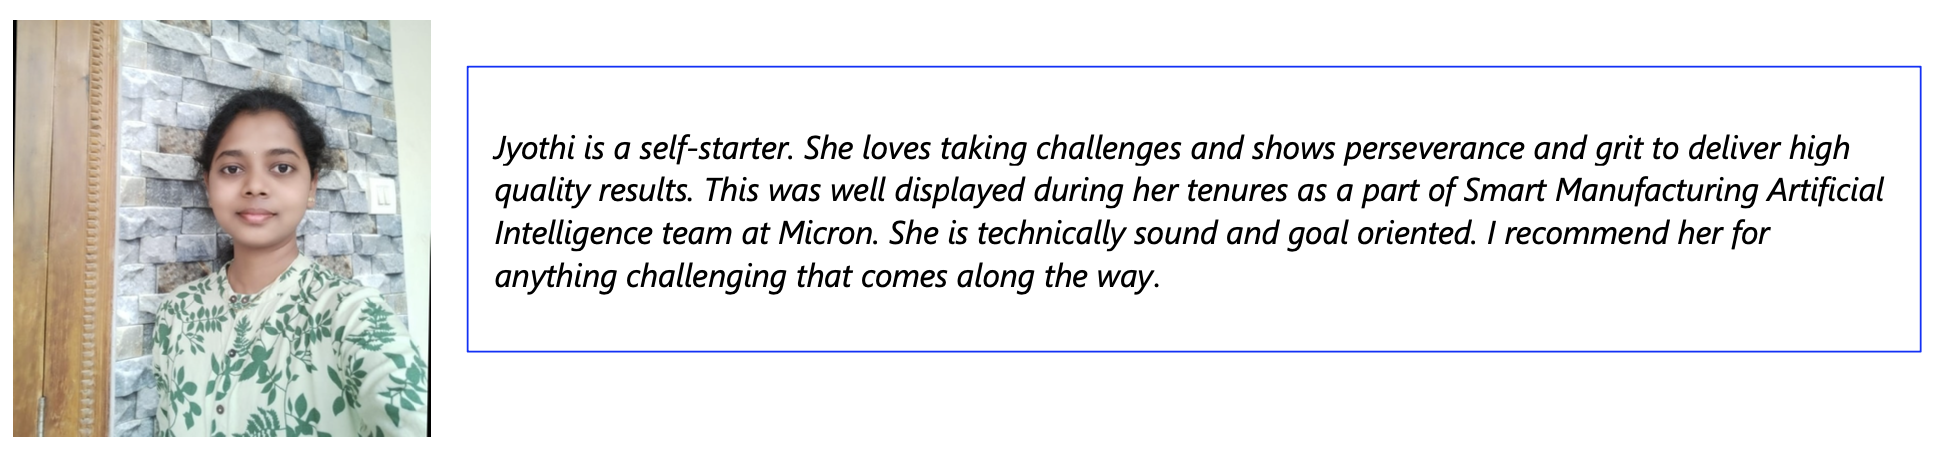 Jyothi is a self-starter. She loves taking challenges and shows perseverance and grit to deliver high
quality results. This was well displayed during her tenures as a part of Smart Manufacturing Artificial
Intelligence team at Micron. She is technically sound and goal oriented. I recommend her for
anything challenging that comes along the way.